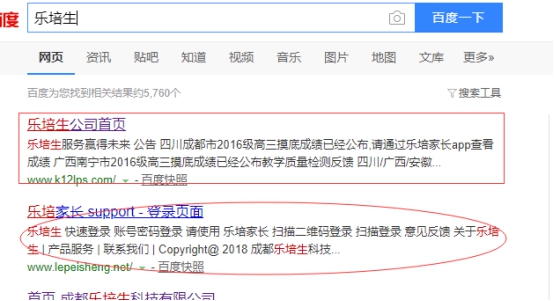 百度
乐培生
百度一下
网页 资讯 贴吧 知道 视频 音乐 图片 地图 文库 更多»
百度为您找到相关结果约5,760个
搜索工具
乐培生公司首页
乐培生服务赢得未来 公告 四川成都市2016级高三摸底成绩已经公布,请通过乐培家长app查看
成绩 广西南宁市2016级高三摸底成绩已经公布教学质量检测反馈 四川/广西/安徽...
www.k12lps.com/ - 百度快照
乐培家长 support - 登录页面
乐培生 快速登录 账号密码登录 请使用 乐培家长 扫描二维码登录 扫描登录 意见反馈 关于乐培
生 | 产品服务 | 联系我们 | Copyright@ 2018 成都乐培生科技...
www.lepeisheng.net/ - 百度快照
首页 成都乐培生科技有限公司